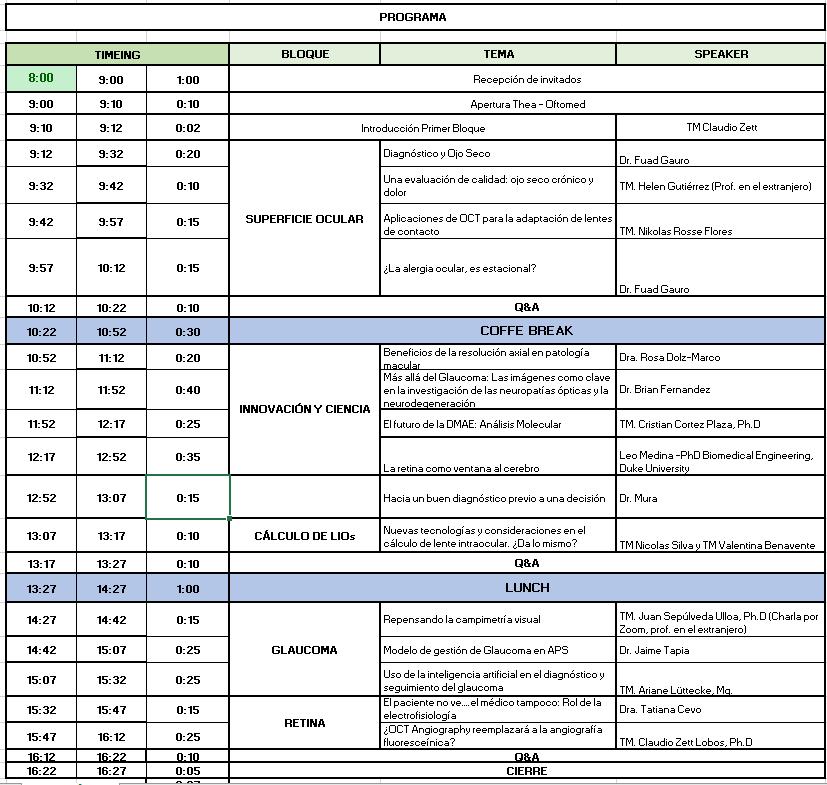 PROGRAMA
TIMEING BLOQUE TEMA SPEAKER
8:00 9:00 1:00 Recepción de invitados
9:00 9:10 0:10 Apertura Thea - Oftomed
9:10 9:12 0:02 Introducción Primer Bloque TM Claudio Zett
9:12 9:32 0:20 Diagnóstico y Ojo Seco Dr. Fuad Gauro
9:32 9:42 0:10 Una evaluación de calidad: ojo seco crónico y
dolor TM. Helen Gutiérrez (Prof. en el extranjero)
SUPERFICIE OCULAR
9:42 9:57 0:15 Aplicaciones de OCT para la adaptación de lentes
de contacto TM. Nikolas Rosse Flores
9:57 10:12 0:15 ¿La alergia ocular, es estacional? Dr. Fuad Gauro
10:12 10:22 0:10 Q&A
10:22 10:52 0:30 COFFE BREAK
10:52 11:12 0:20 Beneficios de la resolución axial en patología
macular Dra. Rosa Dolz-Marco
11:12 11:52 0:40 Más allá del Glaucoma: Las imágenes como clave
en la investigación de las neuropatías ópticas y la
neurodegeneración Dr. Brian Fernandez
INNOVACIÓN Y CIENCIA
11:52 12:17 0:25 El futuro de la DMAE: Análisis Molecular TM. Cristian Cortez Plaza, Ph.D
12:17 12:52 0:35 La retina como ventana al cerebro Leo Medina -PhD Biomedical Engineering,
Duke University
12:52 13:07 0:15 Hacia un buen diagnóstico previo a una decisión Dr. Mura
13:07 13:17 0:10 CÁLCULO DE LIOs Nuevas tecnologías y consideraciones en el
cálculo de lente intraocular. ¿Da lo mismo? TM Nicolas Silva y TM Valentina Benavente
13:17 13:27 0:10 Q&A
13:27 14:27 1:00 LUNCH
14:27 14:42 0:15 Repensando la campimetría visual TM. Juan Sepúlveda Ulloa, Ph.D (Charla por
Zoom, prof. en el extranjero)
14:42 15:07 0:25 GLAUCOMA Modelo de gestión de Glaucoma en APS Dr. Jaime Tapia
15:07 15:32 0:25 Uso de la inteligencia artificial en el diagnóstico y
seguimiento del glaucoma TM. Ariane Lüttecke, Mg.
15:32 15:47 0:15 El paciente no ve....el médico tampoco: Rol de la
electrofisiología Dra. Tatiana Cevo
RETINA
15:47 16:12 0:25 ¿OCT Angiography reemplazará a la angiografía
fluoresceínica? TM. Claudio Zett Lobos, Ph.D
16:12 16:22 0:10 Q&A
16:22 16:27 0:05 CIERRE